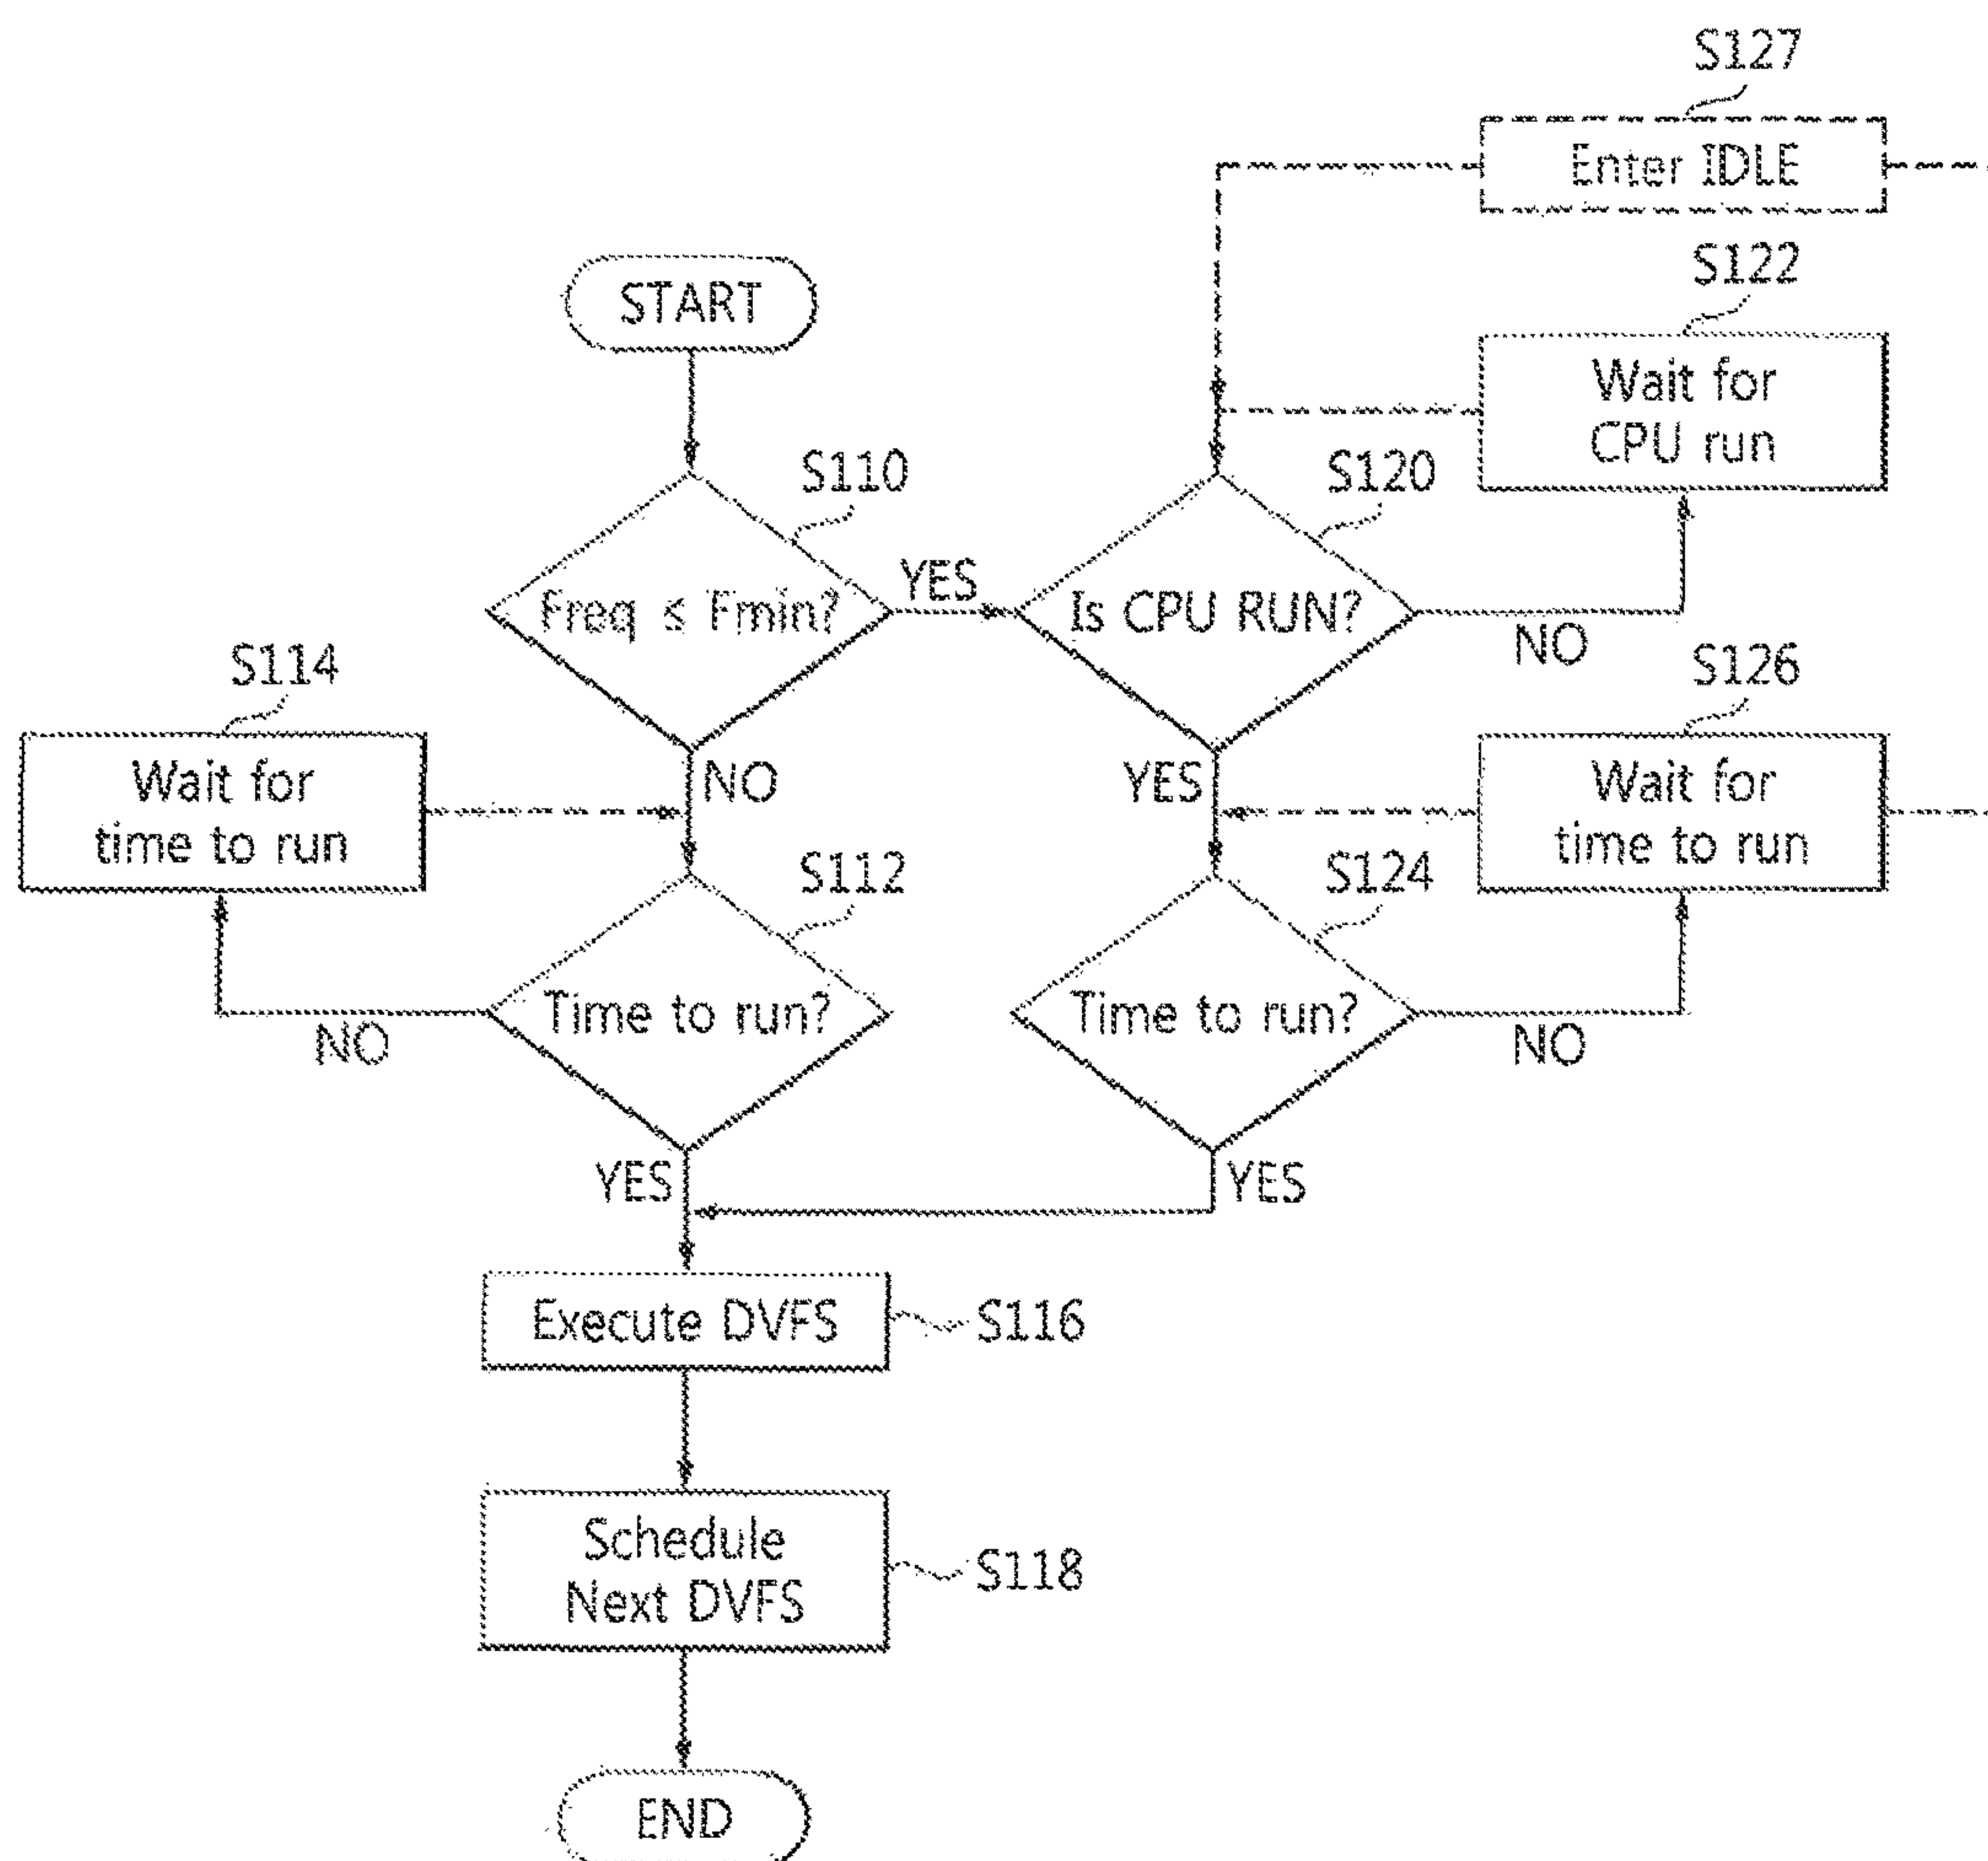 S127
Enter IDLE
S122
START
Wait for
CPU run
S110
S120
YES
Freq ≤ Fmin?
Is CPU RUN?
NO
S114
S126
Wait for
time to run
NO
YES
Wait for
time to run
S112
S124
Time to run?
Time to run?
NO
NO
YES
YES
Execute DVFS
S116
Schedule
Next DVFS
S118
END